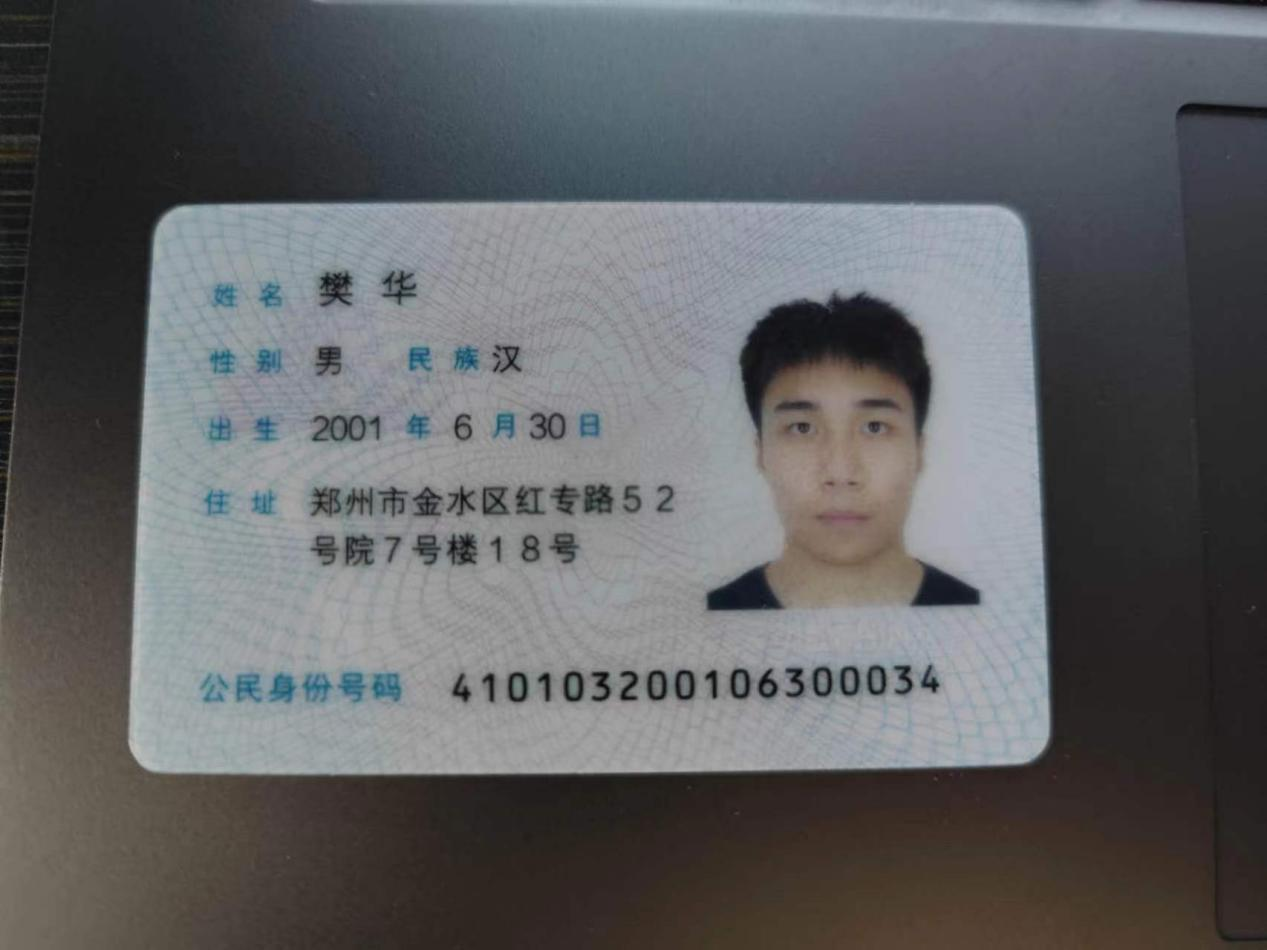 姓名 樊华
性别 男 民族 汉
出生 2001 年 6 月 30 日
住址 郑州市金水区红专路52
号院7号楼18号
公民身份号码 410103200106300034